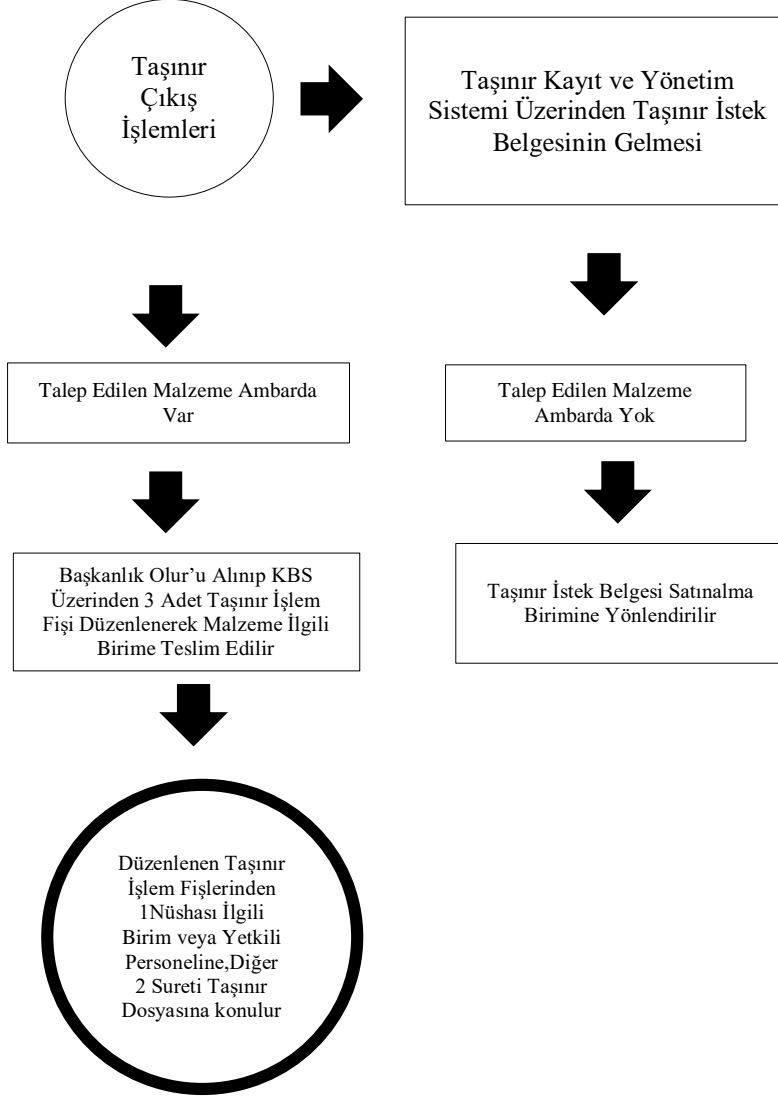 Taşınır
Çıkış
İşlemleri
Taşınır Kayıt ve Yönetim
Sistemi Üzerinden Taşınır İstek
Belgesinin Gelmesi
Talep Edilen Malzeme Ambarda
Var
Talep Edilen Malzeme
Ambarda Yok
Başkanlık Olur’u Alınıp KBS
Üzerinden 3 Adet Taşınır İşlem
Fişi Düzenlenerek Malzeme İlgili
Birime Teslim Edilir
Taşınır İstek Belgesi Satınalma
Birimine Yönlendirilir
Düzenlenen Taşınır
İşlem Fişlerinden
1Nüshası İlgili
Birim veya Yetkili
Personeline,Diğer
2 Sureti Taşınır
Dosyasına konulur